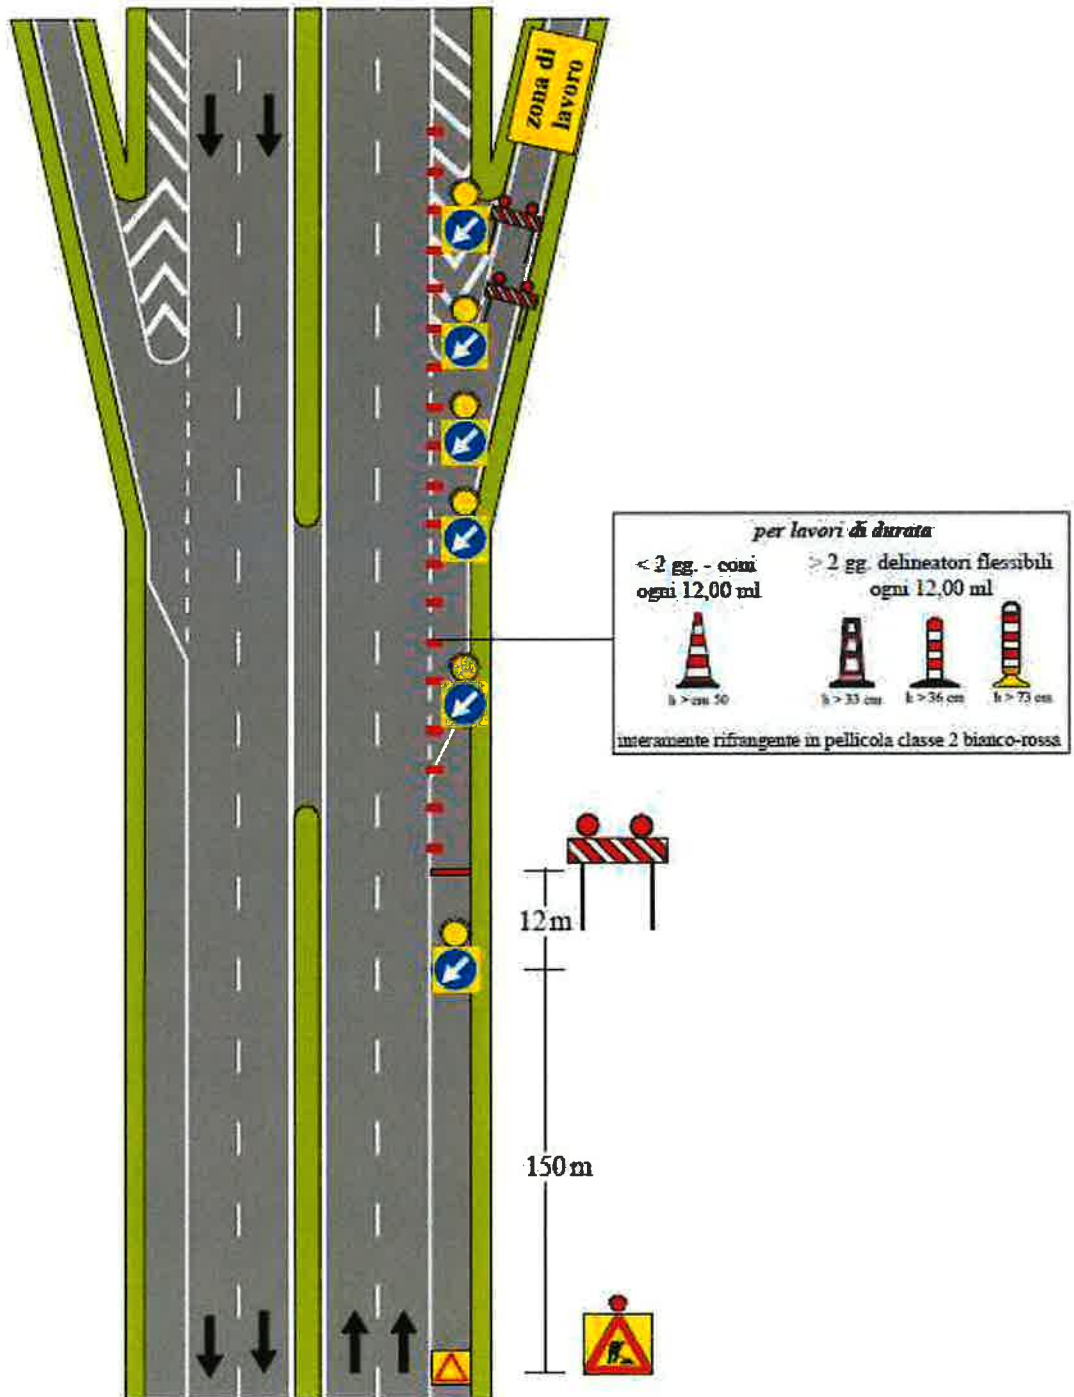 zona di
lavoro
per lavori di durata
< 2 gg. - coni
ogni 12,00 ml
> 2 gg. delineatori flessibili
ogni 12,00 ml
h > cm 50
h > 33 cm
h > 36 cm
h > 73 cm
interamente rifrangente in pellicola classe 2 bianco-rossa
12 m
150 m